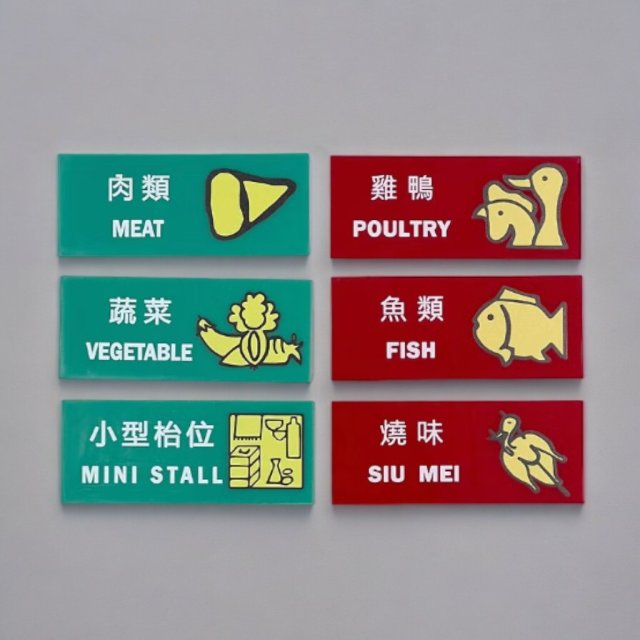 肉類
MEAT
雞鴨
POULTRY
蔬菜
VEGETABLE
魚類
FISH
小型枱位
MINI STALL
燒味
SIU MEI